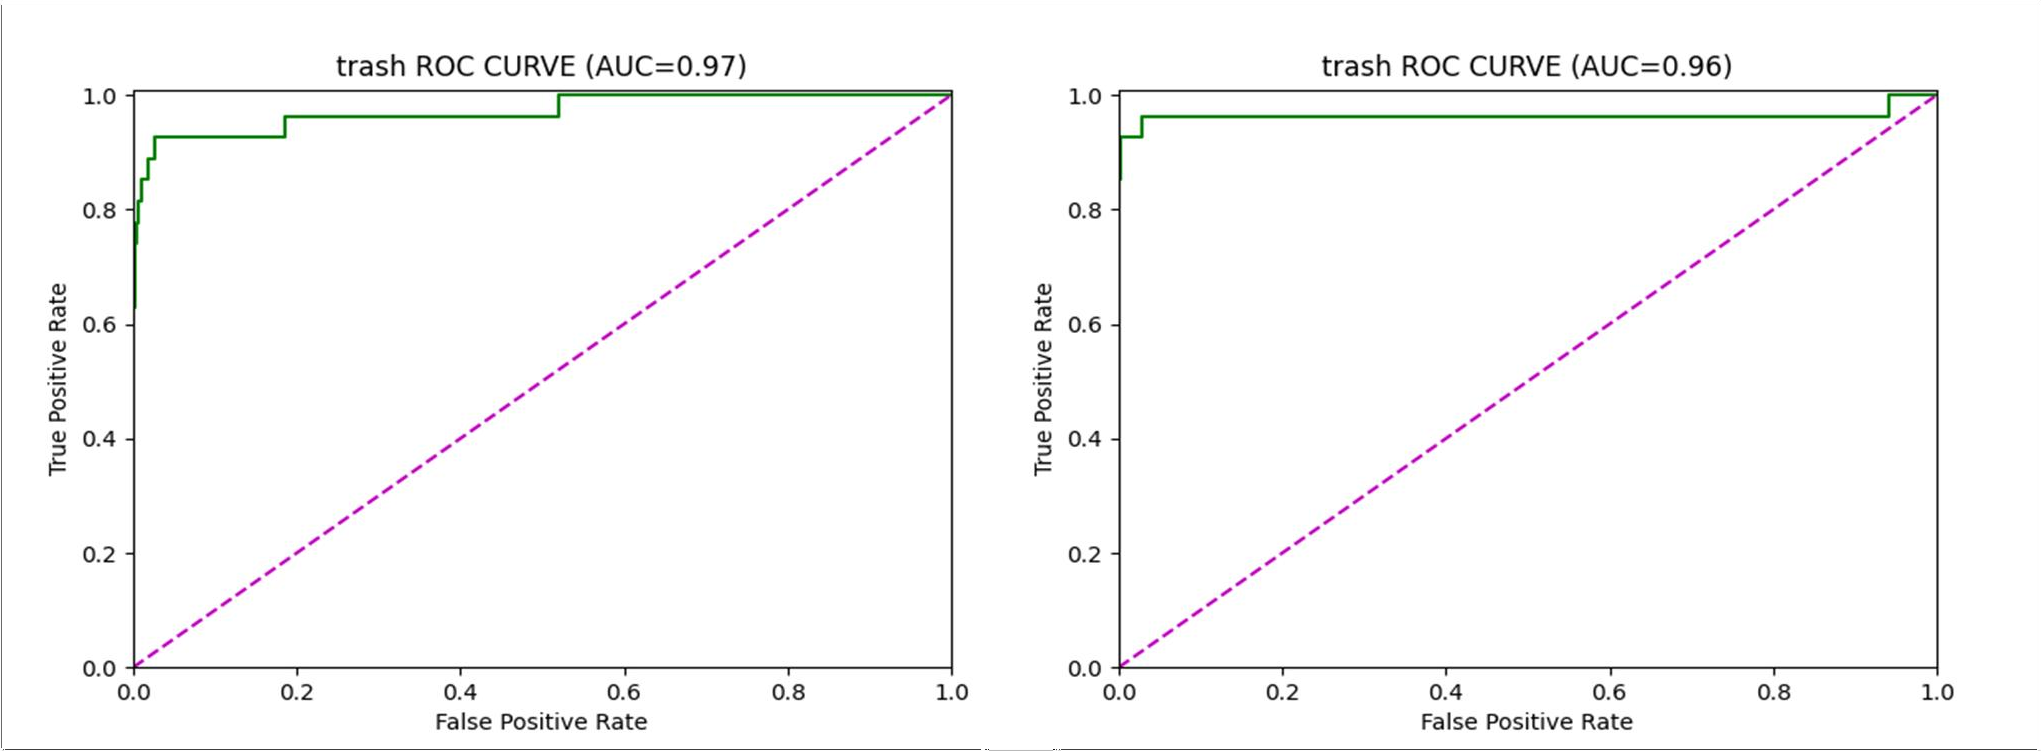 trash ROC CURVE (AUC=0.97)
1.0
0.8
0.6
0.4
0.2
0.0
True Positive Rate
0.0 0.2 0.4 0.6 0.8 1.0
False Positive Rate
trash ROC CURVE (AUC=0.96)
1.0
0.8
0.6
0.4
0.2
0.0
True Positive Rate
0.0 0.2 0.4 0.6 0.8 1.0
False Positive Rate